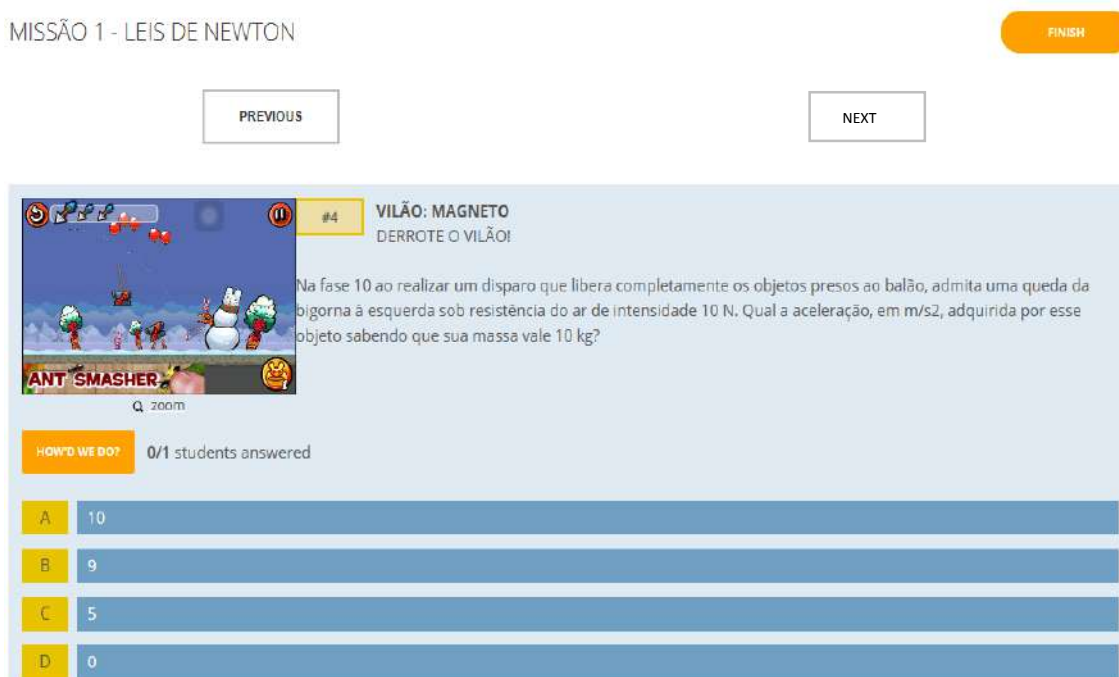 MISSÃO 1 - LEIS DE NEWTON
FINISH
PREVIOUS
NEXT
#4
VILÃO: MAGNETO
DERROTE O VILÃO!
Na fase 10 ao realizar um disparo que libera completamente os objetos presos ao balão, admita uma queda da
bigorna à esquerda sob resistência do ar de intensidade 10 N. Qual a aceleração, em m/s2, adquirida por esse
objeto sabendo que sua massa vale 10 kg?
ANT SMASHER
zoom
HOW'D WE DO?
0/1 students answered
A 10
B 9
C 5
D 0